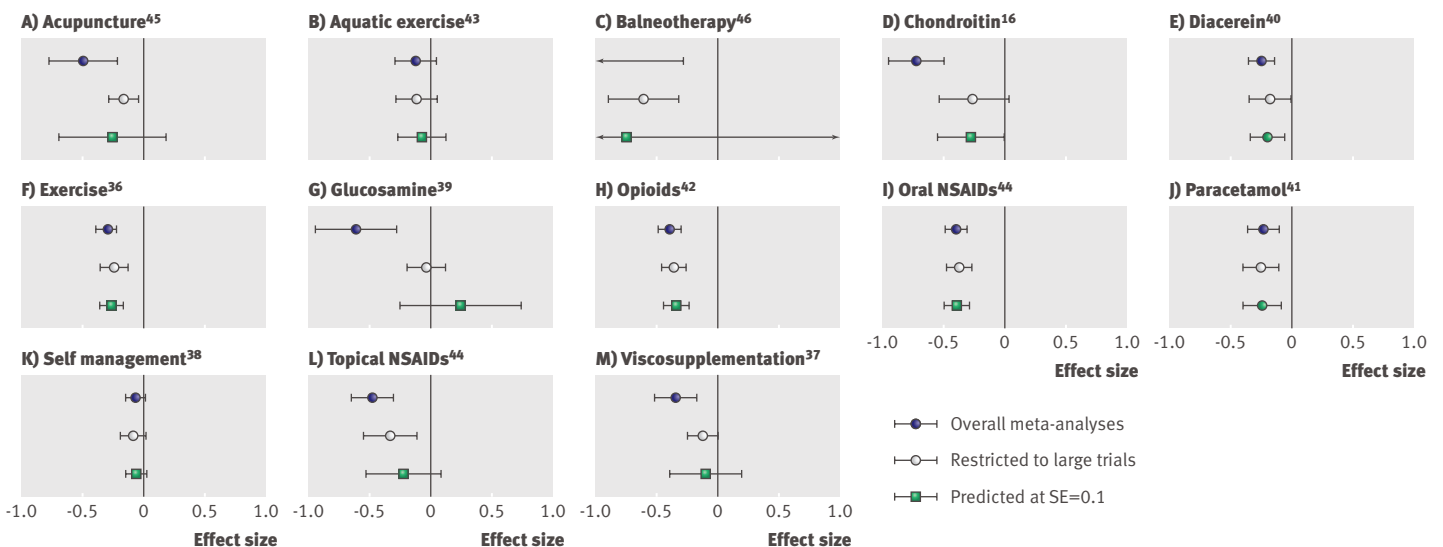 A) Acupuncture45
B) Aquatic exercise43
C) Balneotherapy46
D) Chondroitin16
E) Diacerein40
F) Exercise36
G) Glucosamine39
H) Opioids42
I) Oral NSAIDs44
J) Paracetamol41
-1.0 -0.5 0 0.5 1.0
Effect size
-1.0 -0.5 0 0.5 1.0
Effect size
K) Self management38
L) Topical NSAIDs44
M) Viscosupplementation37
Overall meta-analyses
Restricted to large trials
Predicted at SE=0.1
-1.0 -0.5 0 0.5 1.0
Effect size
-1.0 -0.5 0 0.5 1.0
Effect size
-1.0 -0.5 0 0.5 1.0
Effect size